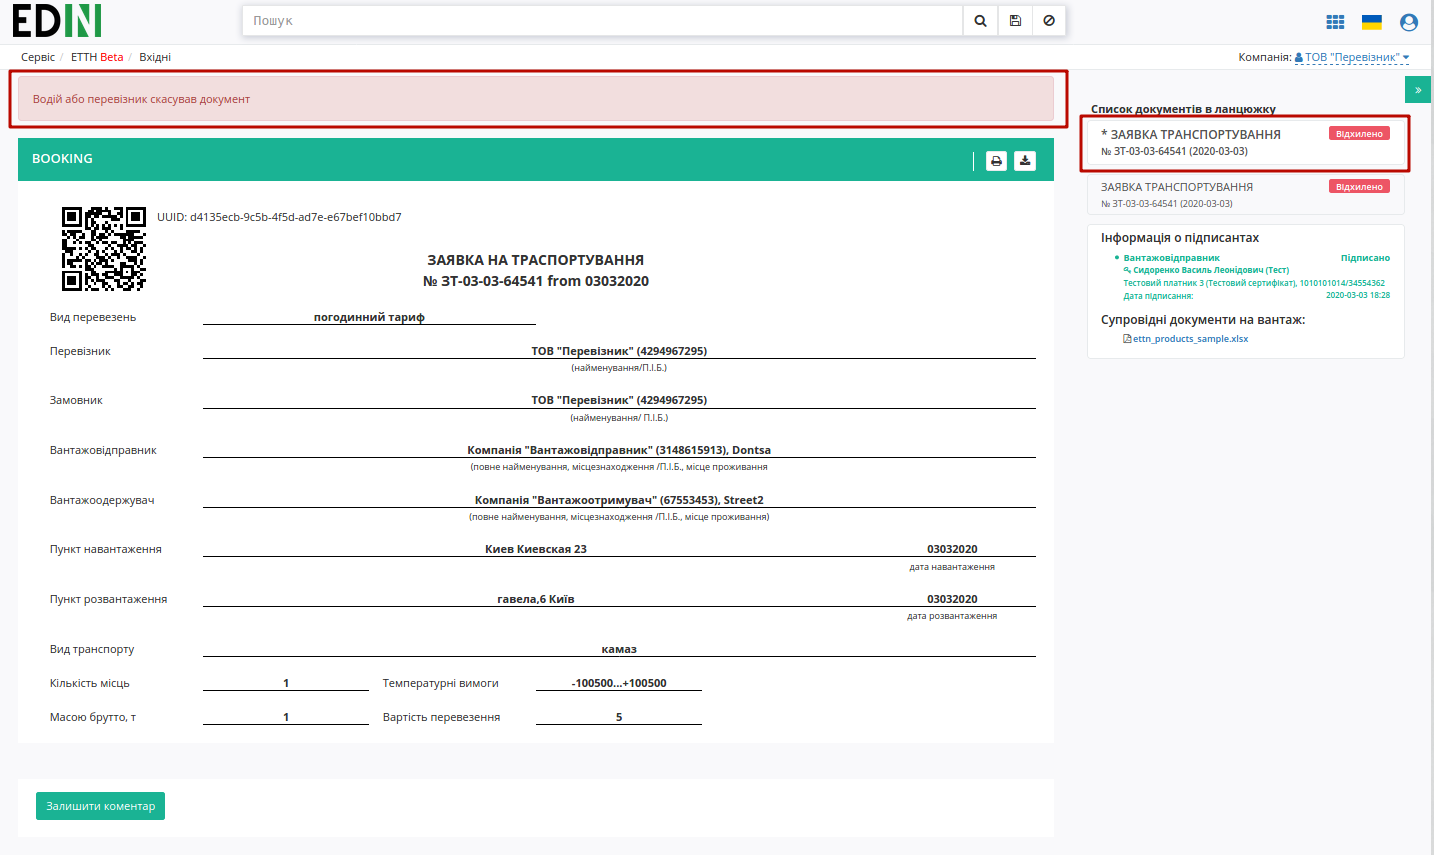 EDIN
Пошук
Сервіс / ЕТТН Beta / Вхідні
Компанія: ТОВ "Перевізник"
Водій або перевізник скасував документ
»
BOOKING
UUID: d4135ecb-9c5b-4f5d-ad7e-e67bef10bbd7
ЗАЯВКА НА ТРАСПОРТУВАННЯ
№ ЗТ-03-03-64541 from 03032020
Вид перевезень погодинний тариф
Перевізник ТОВ "Перевізник" (4294967295)
(найменування/П.І.Б.)
Замовник ТОВ "Перевізник" (4294967295)
(найменування/ П.І.Б.)
Вантажовідправник Компанія "Вантажовідправник" (3148615913), Dontsa
(повне найменування, місцезнаходження /П.І.Б., місце проживання
Вантажоодержувач Компанія "Вантажоотримувач" (67553453), Street2
(повне найменування, місцезнаходження /П.І.Б., місце проживання)
Пункт навантаження Киев Киевская 23 03032020
дата навантаження
Пункт розвантаження гавела,6 Київ 03032020
дата розвантаження
Вид транспорту камаз
Кількість місць 1 Температурні вимоги -100500...+100500
Масою брутто, т 1 Вартість перевезення 5
Залишити коментар
Список документів в ланцюжку
* ЗАЯВКА ТРАНСПОРТУВАННЯ Відхилено
№ ЗТ-03-03-64541 (2020-03-03)
ЗАЯВКА ТРАНСПОРТУВАННЯ Відхилено
№ ЗТ-03-03-64541 (2020-03-03)
Інформація о підписантах
Вантажовідправник Підписано
Сидоренко Василь Леонідович (Тест)
Тестовий платник 3 (Тестовий сертифікат), 1010101014/34554362
Дата підписання: 2020-03-03 18:28
Супровідні документи на вантаж:
ettn_products_sample.xlsx